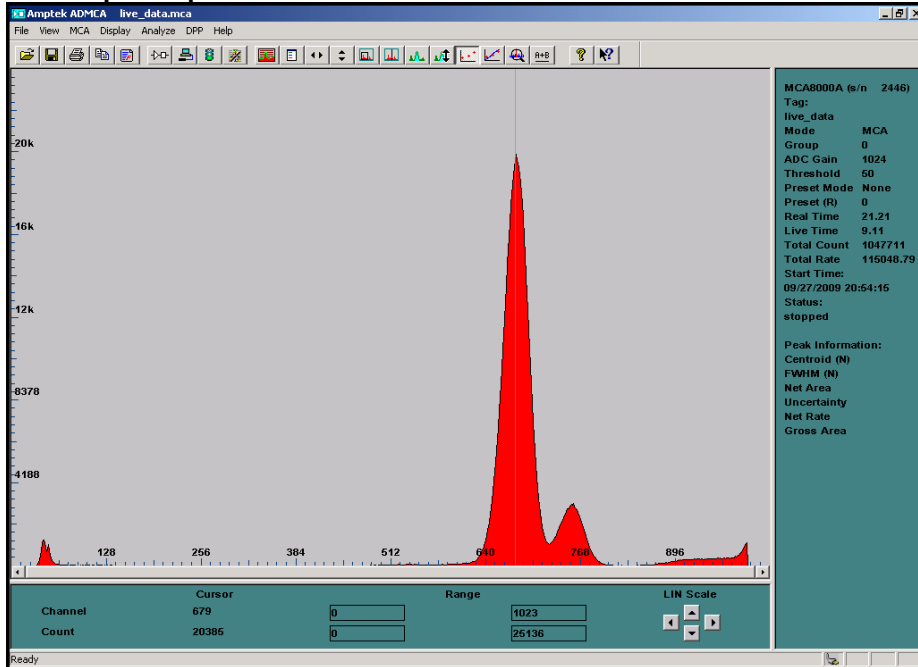 Amptek ADMCA live_data.mca
File View MCA Display Analyze DPP Help
A+B
MCA8000A (s/n 2446)
Tag:
live_data
Mode MCA
Group 0
ADC Gain 1024
Threshold 50
Preset Mode None
Preset (R) 0
Real Time 21.21
Live Time 9.11
Total Count 1047711
Total Rate 115048.79
Start Time:
09/27/2009 20:54:15
Status:
stopped
Peak Information:
Centroid (N)
FWHM (N)
Net Area
Uncertainty
Net Rate
Gross Area
20k
16k
12k
8378
4188
128 256 384 512 640 768 896
Cursor Range LIN Scale
Channel 679 0 1023
Count 20385 0 25136
Ready